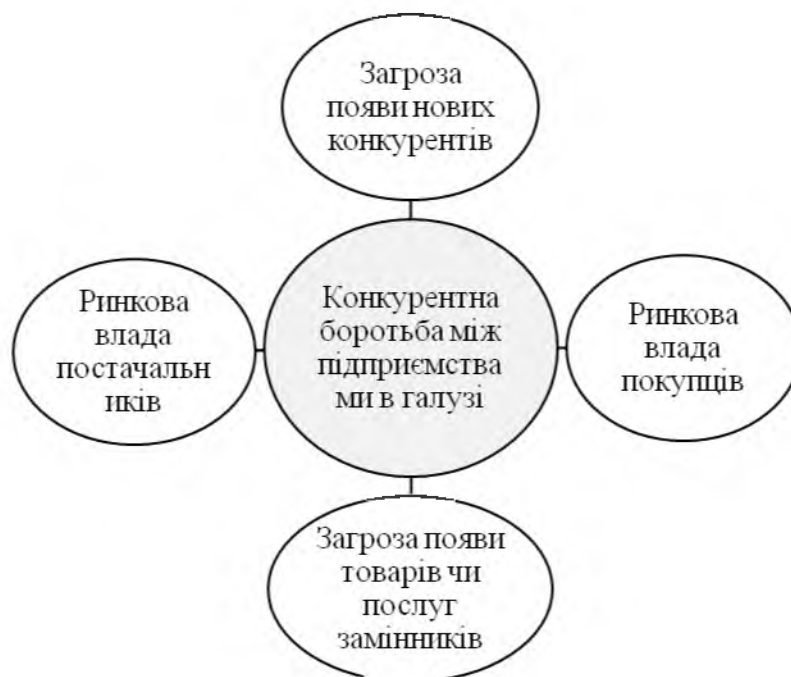 Загроза
появи нових
конкурентів
Ринкова
влада
постачальн
иків
Конкурентна
боротьба між
підприємства
ми в галузі
Ринкова
влада
покупців
Загроза появи
товарів чи
послуг
замінників